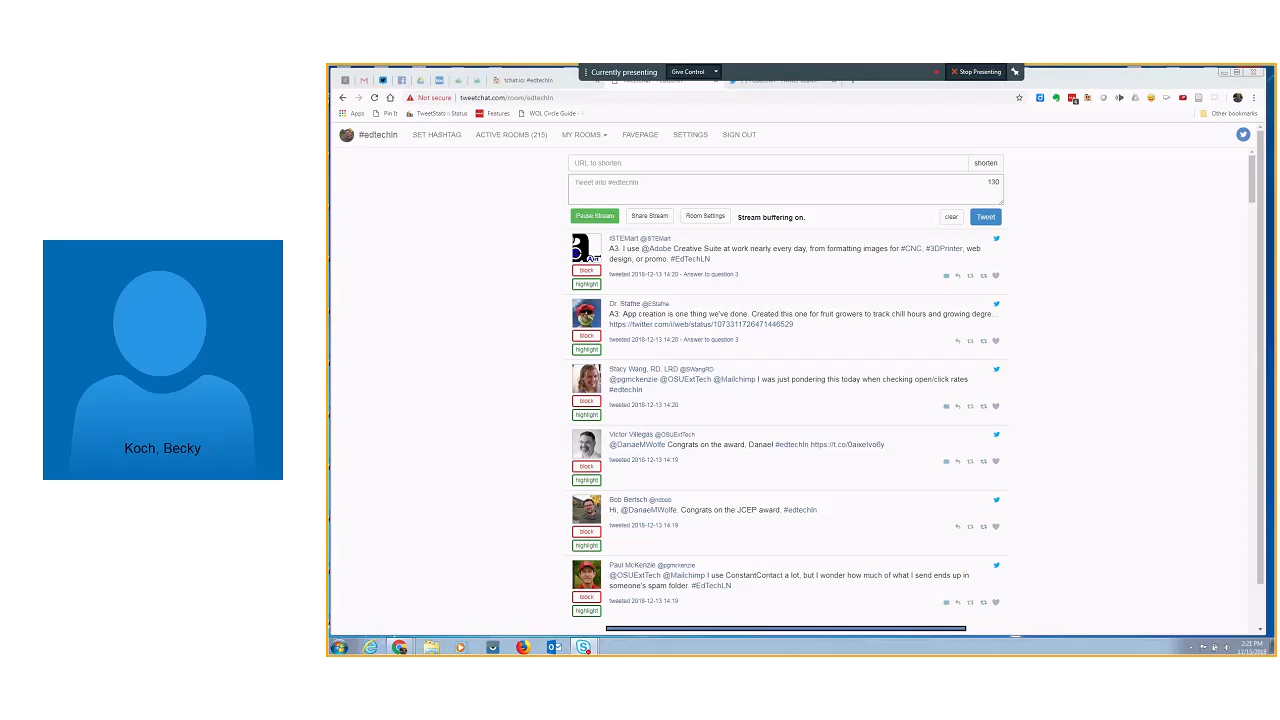 Koch, Becky
Currently presenting Give Control Stop Presenting
tchat.io: #edtechln
Not secure tweetchat.com/room/edtechln
Apps Pin It TweetStats :: Status Features WOL Circle Guide - Other bookmarks
#edtechln SET HASHTAG ACTIVE ROOMS (215) MY ROOMS FAVEPAGE SETTINGS SIGN OUT
URL to shorten shorten
Tweet into #edtechln 130
Pause Stream Share Stream Room Settings Stream buffering on. clear Tweet
iSTEMart @iSTEMart
A3. I use @Adobe Creative Suite at work nearly every day, from formatting images for #CNC, #3DPrinter, web
design, or promo. #EdTechLN
block
tweeted 2018-12-13 14:20 - Answer to question 3
highlight
Dr. Stafne @EStafne
A3: App creation is one thing we've done. Created this one for fruit growers to track chill hours and growing degre...
https://twitter.com/i/web/status/1073311726471446529
block
tweeted 2018-12-13 14:20 - Answer to question 3
highlight
Stacy Wang, RD, LRD @SWangRD
@pgmckenzie @OSUExtTech @Mailchimp I was just pondering this today when checking open/click rates
#edtechln
block
tweeted 2018-12-13 14:20
highlight
Victor Villegas @OSUExtTech
@DanaeMWolfe Congrats on the award, Danae! #edtechln https://t.co/0aixeIvo6y
tweeted 2018-12-13 14:19
block
highlight
Bob Bertsch @ndbob
Hi, @DanaeMWolfe. Congrats on the JCEP award. #edtechln
tweeted 2018-12-13 14:19
block
highlight
Paul McKenzie @pgmckenzie
@OSUExtTech @Mailchimp I use ConstantContact a lot, but I wonder how much of what I send ends up in
someone's spam folder. #EdTechLN
block
tweeted 2018-12-13 14:19
highlight
3:21 PM
12/13/2018